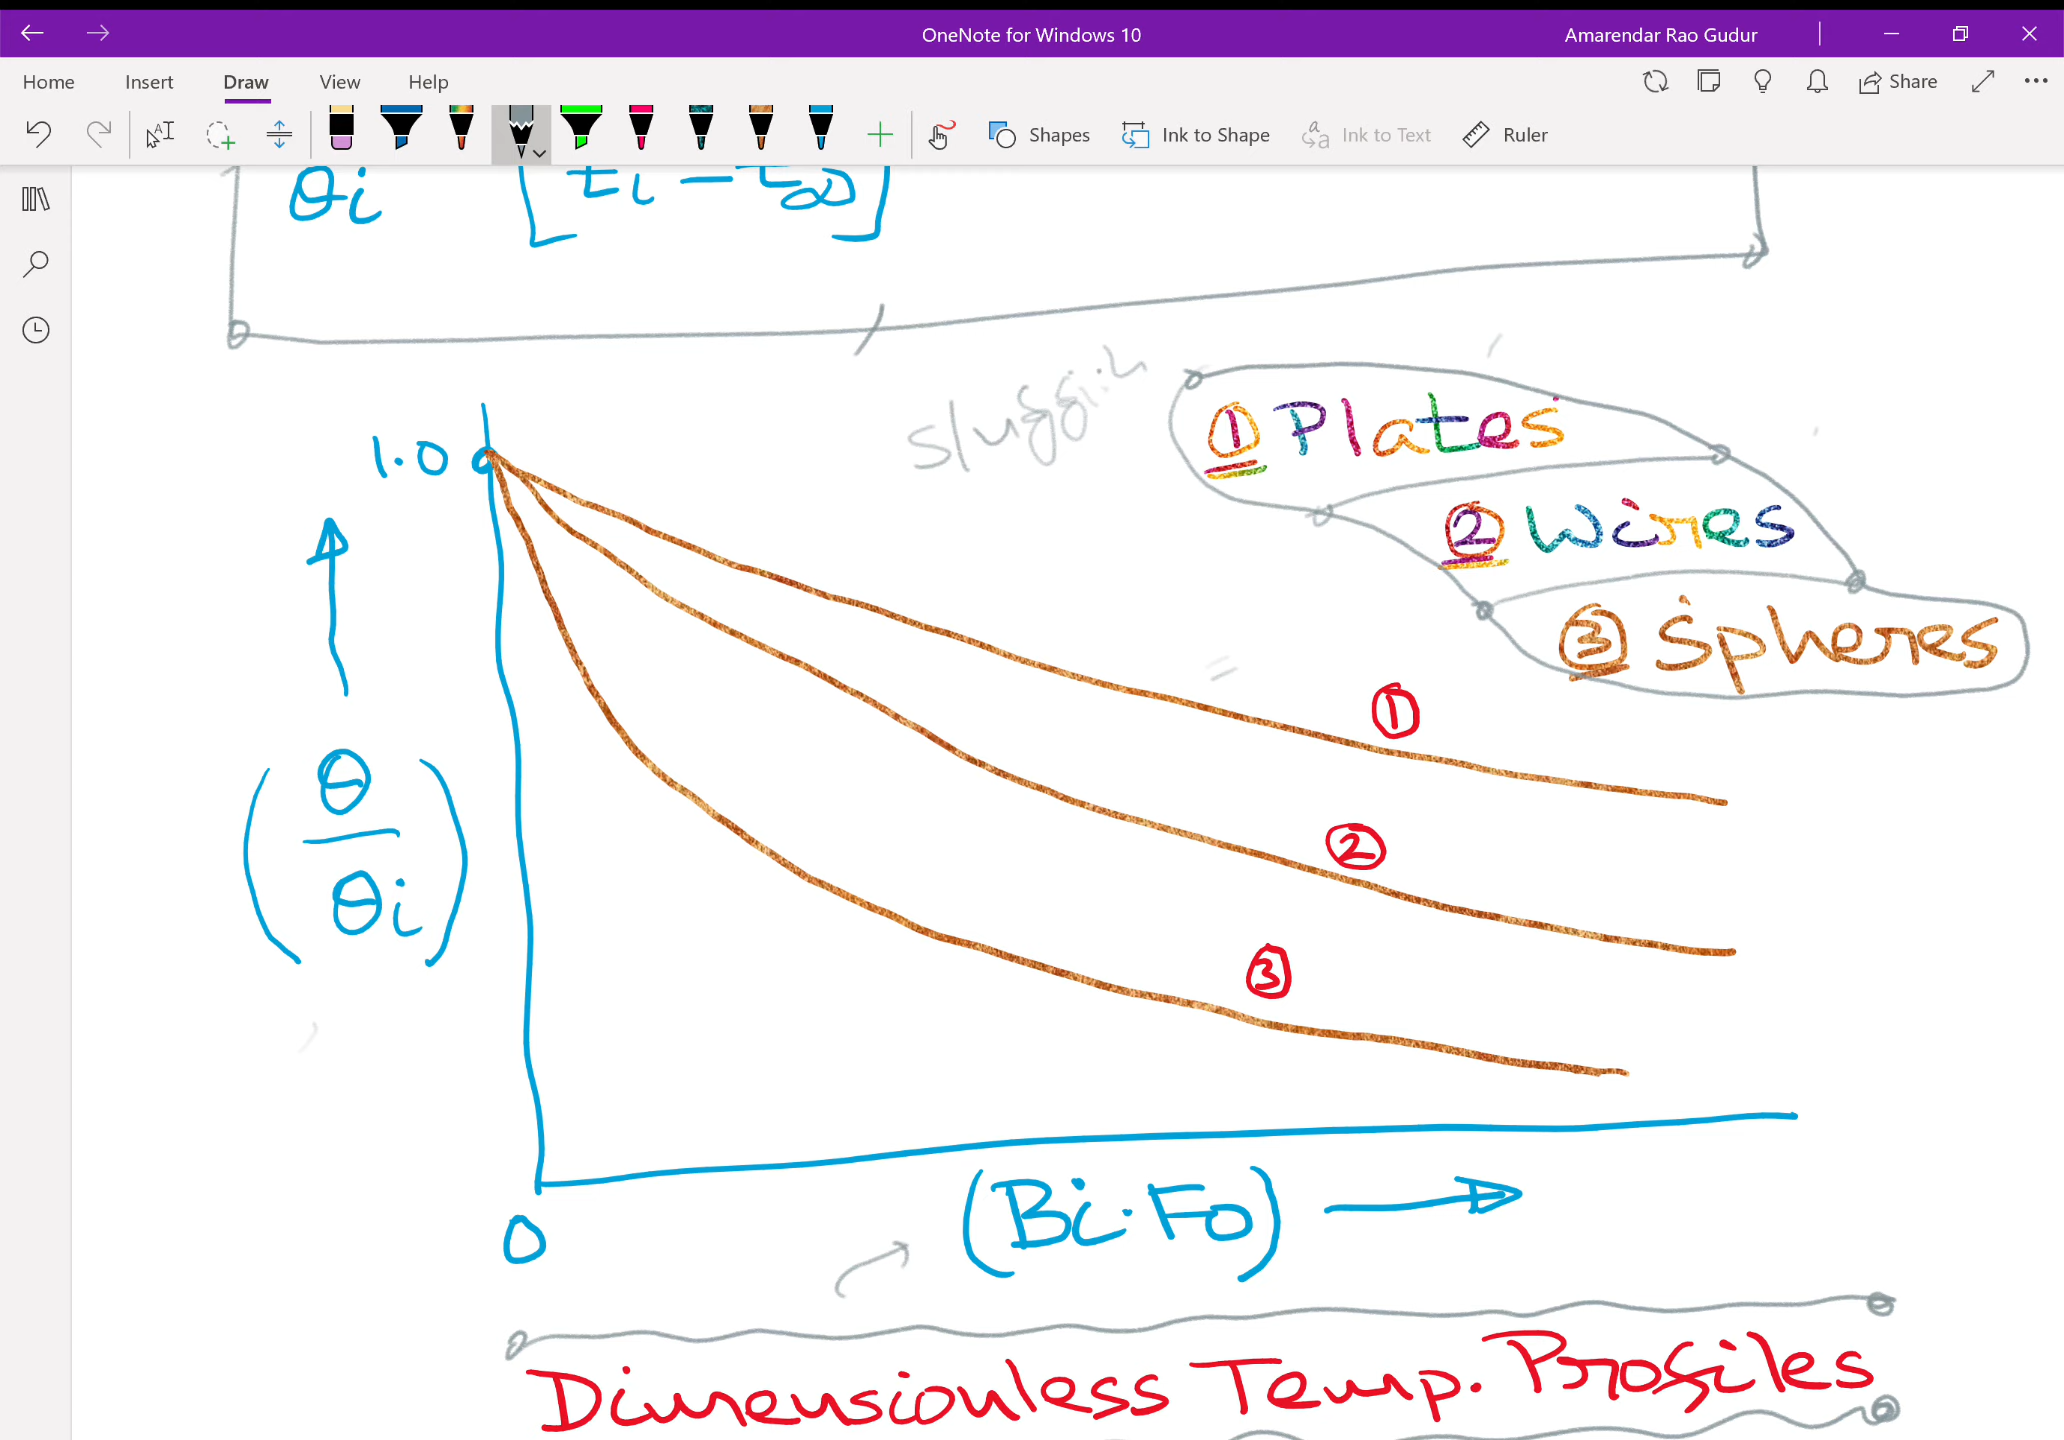 OneNote for Windows 10
Amarendar Rao Gudur
Home Insert Draw View Help
Share
Shapes Ink to Shape Ink to Text Ruler
θi [ti - t∞]
sluggish
① Plates
② Wires
③ Spheres
1.0
(θ/θi)
①
②
③
0
(Bi·Fo)
Dimensionless Temp. Profiles